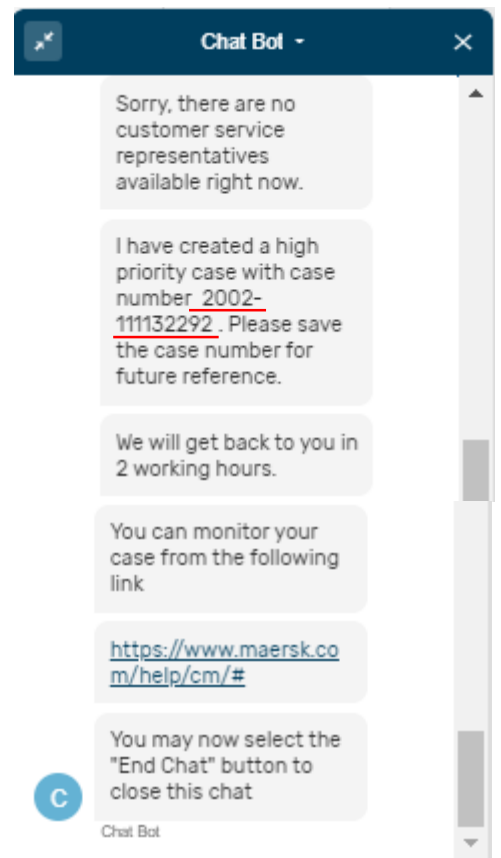 Chat Bot
Sorry, there are no
customer service
representatives
available right now.
I have created a high
priority case with case
number 2002-
111132292 . Please save
the case number for
future reference.
We will get back to you in
2 working hours.
You can monitor your
case from the following
link
https://www.maersk.co
m/help/cm/#
You may now select the
"End Chat" button to
close this chat
C
Chat Bot